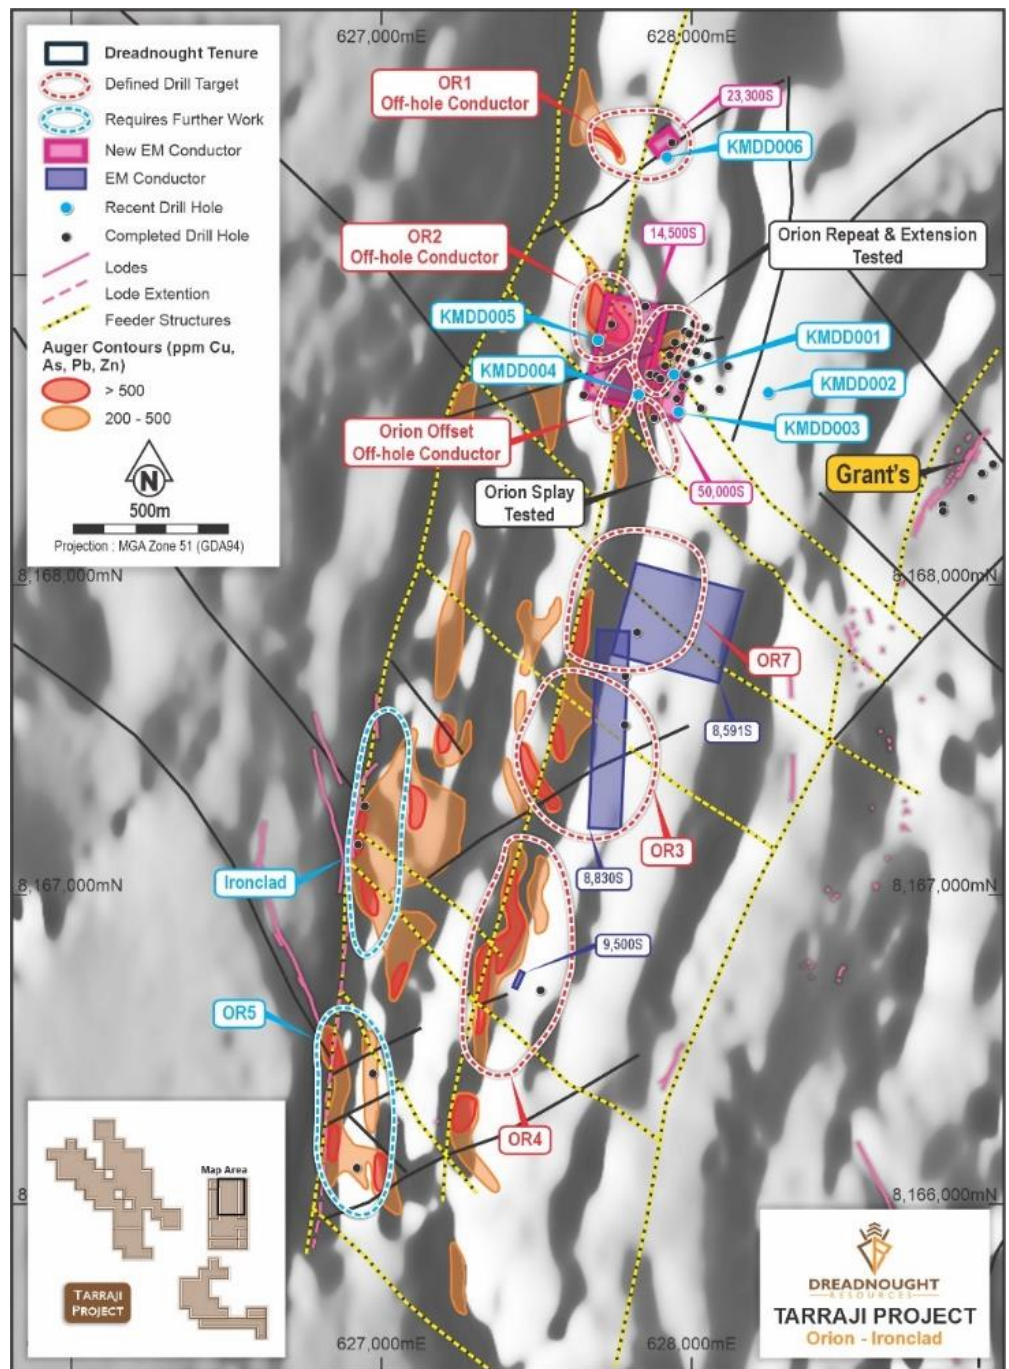 627,000mE
628,000mE
Dreadnought Tenure
Defined Drill Target
Requires Further Work
New EM Conductor
EM Conductor
Recent Drill Hole
Completed Drill Hole
Lodes
Lode Extention
Feeder Structures
Auger Contours (ppm Cu,
As, Pb, Zn)
> 500
200 - 500
N
500m
Projection : MGA Zone 51 (GDA94)
OR1
Off-hole Conductor
23,300S
KMDD006
OR2
Off-hole Conductor
14,500S
Orion Repeat & Extension
Tested
KMDD005
KMDD001
KMDD004
KMDD002
KMDD003
Orion Offset
Off-hole Conductor
Grant's
50,000S
Orion Splay
Tested
8,168,000mN
8,168,000mN
OR7
8,591S
OR3
8,830S
Ironclad
8,167,000mN
8,167,000mN
9,500S
OR5
OR4
8
8,166,000mN
Map Area
TARRAJI
PROJECT
DREADNOUGHT
RESOURCES
TARRAJI PROJECT
Orion - Ironclad
627,000mE
628,000mE